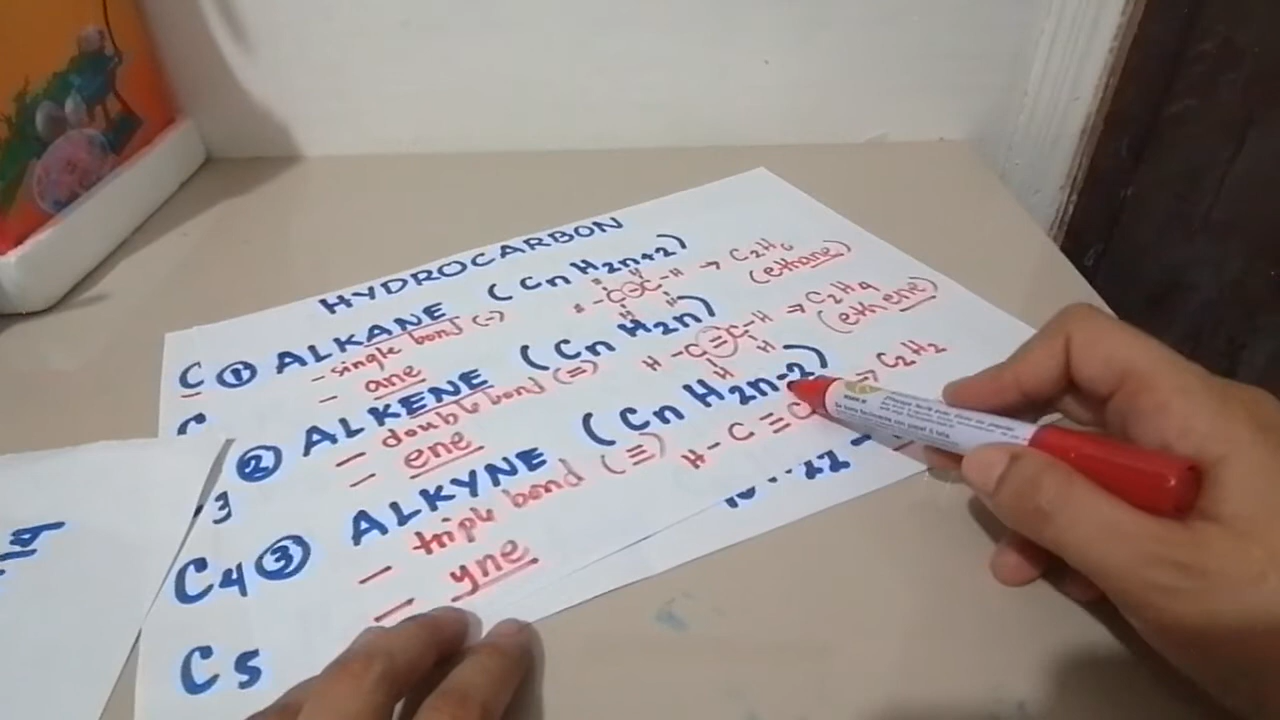 HYDROCARBON
C ① ALKANE (CnH2n+2)
- single bond (-)
- ane
H H
H - C - C - H → C2H6
H H
(ethane)
② ALKENE (CnH2n)
- double bond (=)
- ene
H - C = C - H → C2H4
H H
(ethene)
3
C4 ③ ALKYNE (CnH2n-2)
- triple bond (≡)
- yne
H - C ≡ C → C2H2
C5